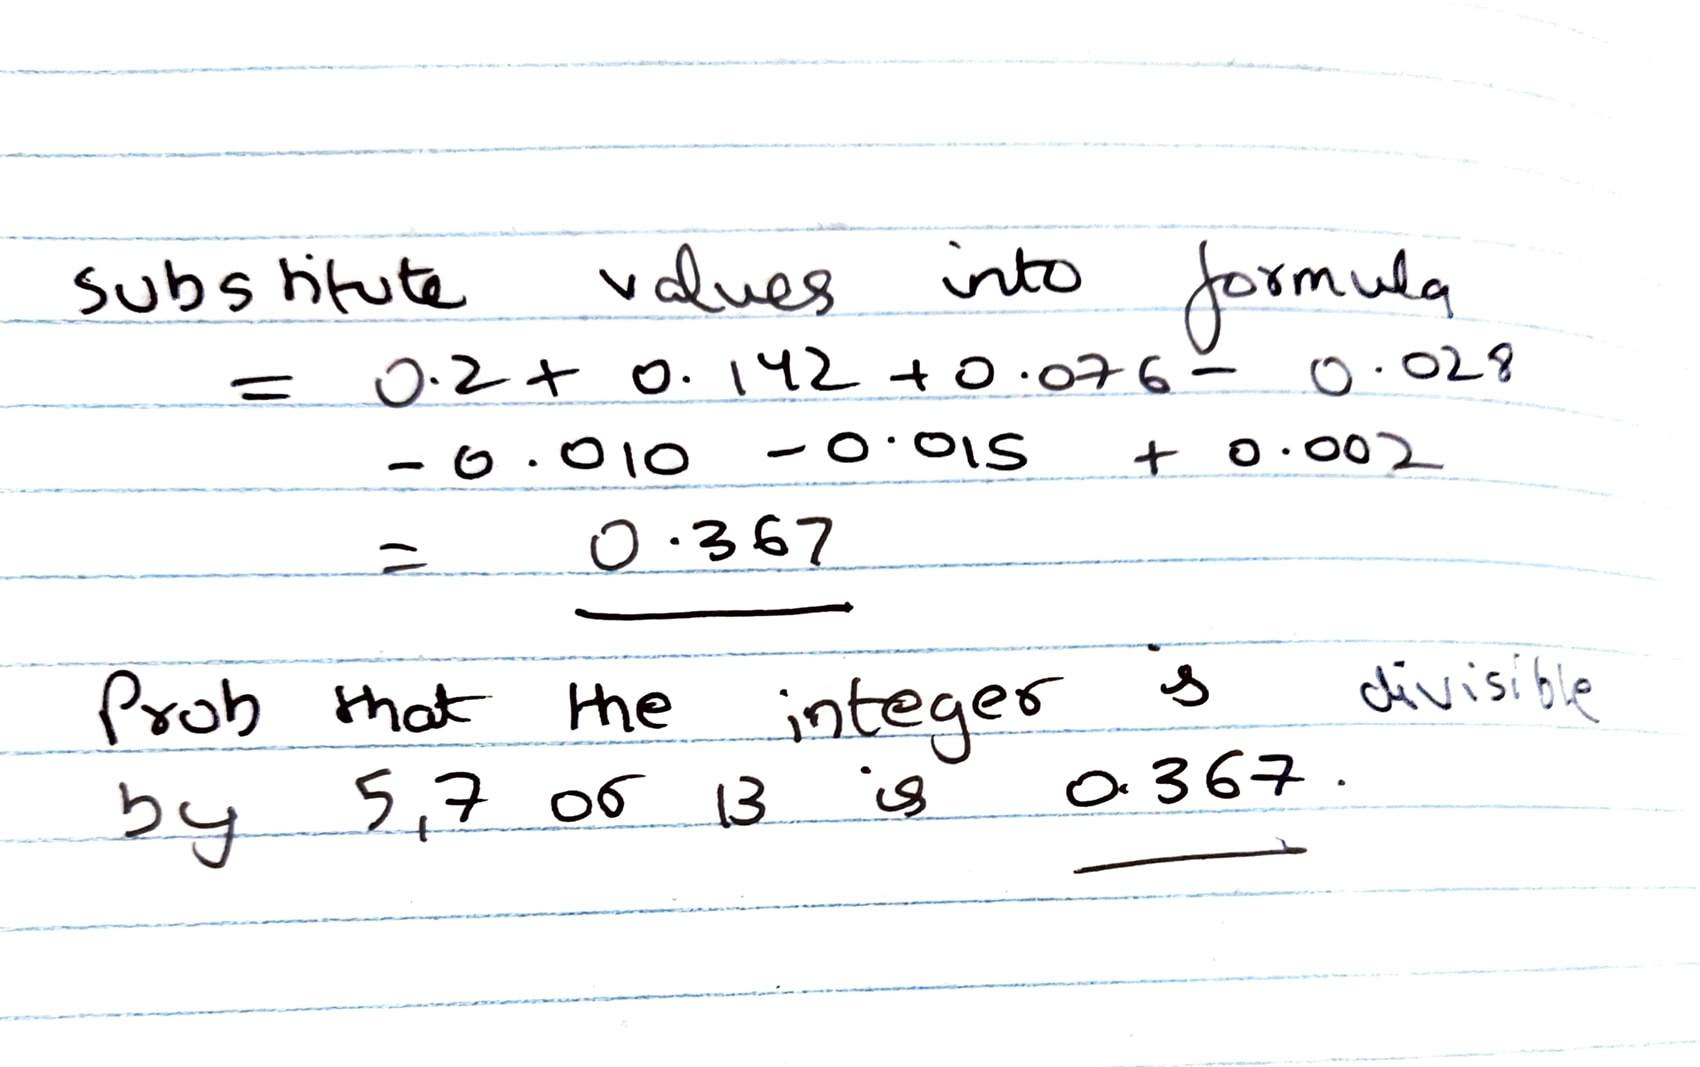 substitute values into formula
= 0.2 + 0.142 + 0.076 - 0.028
- 0.010 - 0.015 + 0.002
= 0.367
Prob that the integer is divisible
by 5,7 or 13 is 0.367.